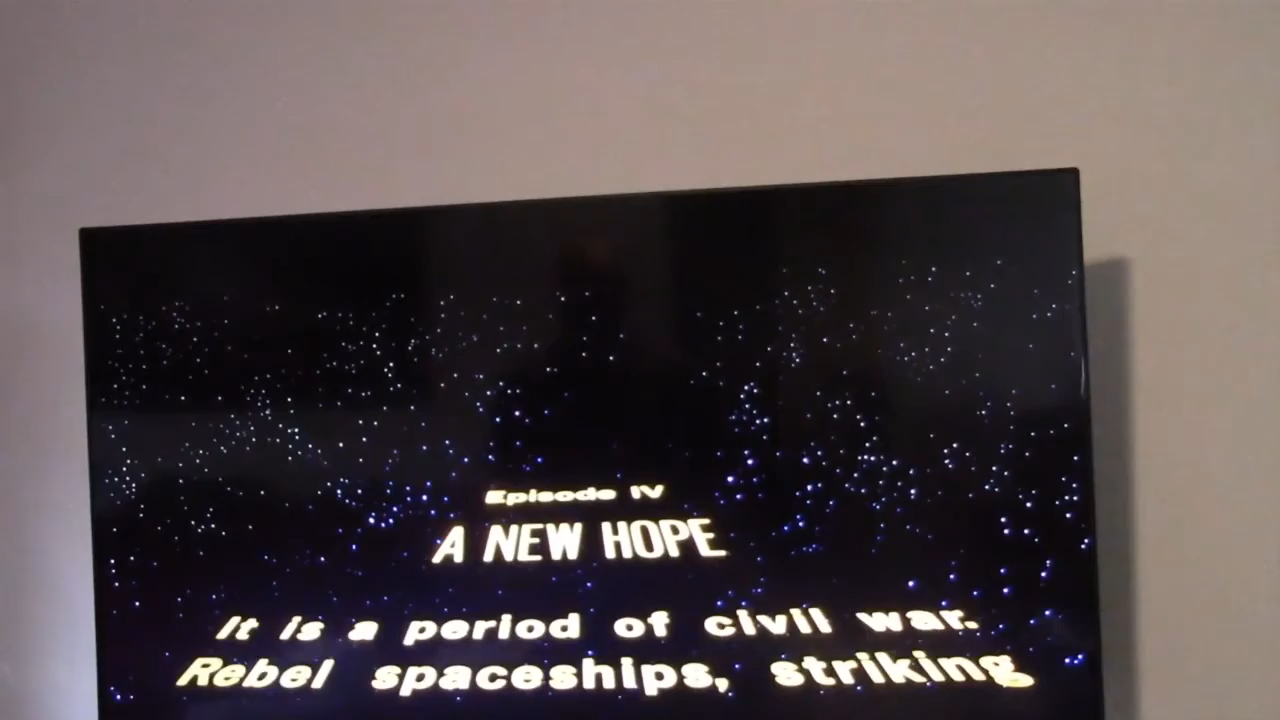 Episode IV
A NEW HOPE
It is a period of civil war.
Rebel spaceships, striking